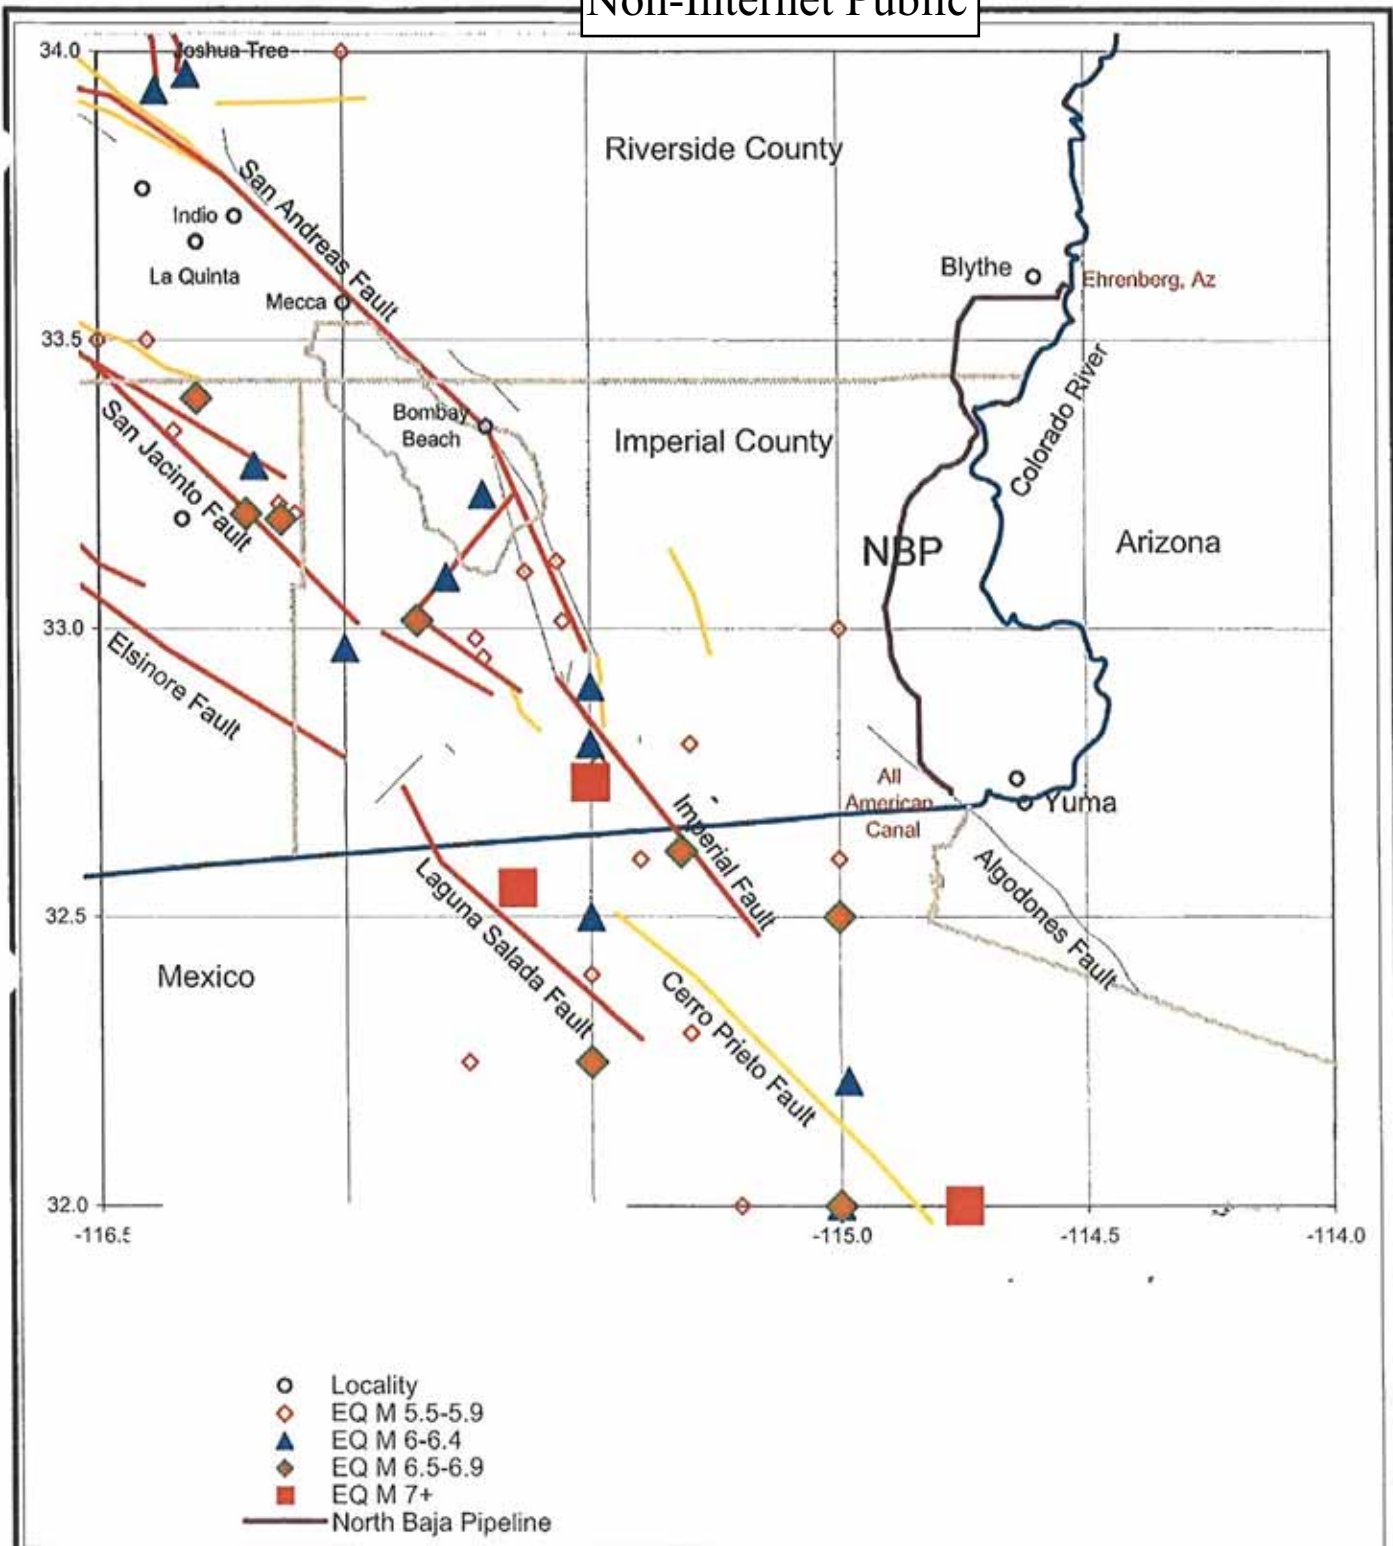 Non-Internet Public
34.0
Joshua Tree
Riverside County
San Andreas Fault
Indio
La Quinta
Mecca
Blythe
Ehrenberg, Az
33.5
Colorado River
Bombay
Beach
Imperial County
San Jacinto Fault
NBP
Arizona
33.0
Elsinore Fault
All
American
Canal
Yuma
Imperial Fault
Algodones Fault
Laguna Salada Fault
32.5
Mexico
Cerro Prieto Fault
32.0
-116.5
-115.0
-114.5
-114.0
Locality
EQ M 5.5-5.9
EQ M 6-6.4
EQ M 6.5-6.9
EQ M 7+
North Baja Pipeline